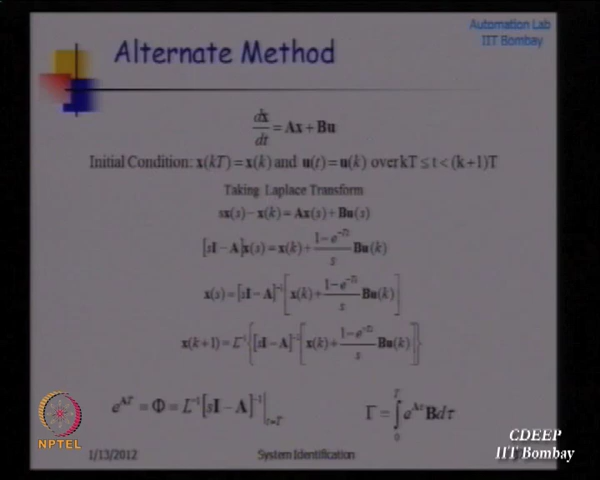 Automation Lab
IIT Bombay
Alternate Method
dx/dt = Ax + Bu
Initial Condition: x(kT) = x(k) and u(t) = u(k) over kT ≤ t < (k+1)T
Taking Laplace Transform
sx(s) − x(k) = Ax(s) + Bu(s)
[sI − A]x(s) = x(k) + (1 − e^{−Ts})/s Bu(k)
x(s) = [sI − A]^{−1} [x(k) + (1 − e^{−Ts})/s Bu(k)]
x(k+1) = L^{−1} {[sI − A]^{−1} [x(k) + (1 − e^{−Ts})/s Bu(k)]}
e^{AT} = Φ = L^{−1}[sI − A]^{−1}|_{t=T}
Γ = ∫_0^T e^{Aτ} B dτ
NPTEL
1/13/2012
System Identification
CDEEP
IIT Bombay